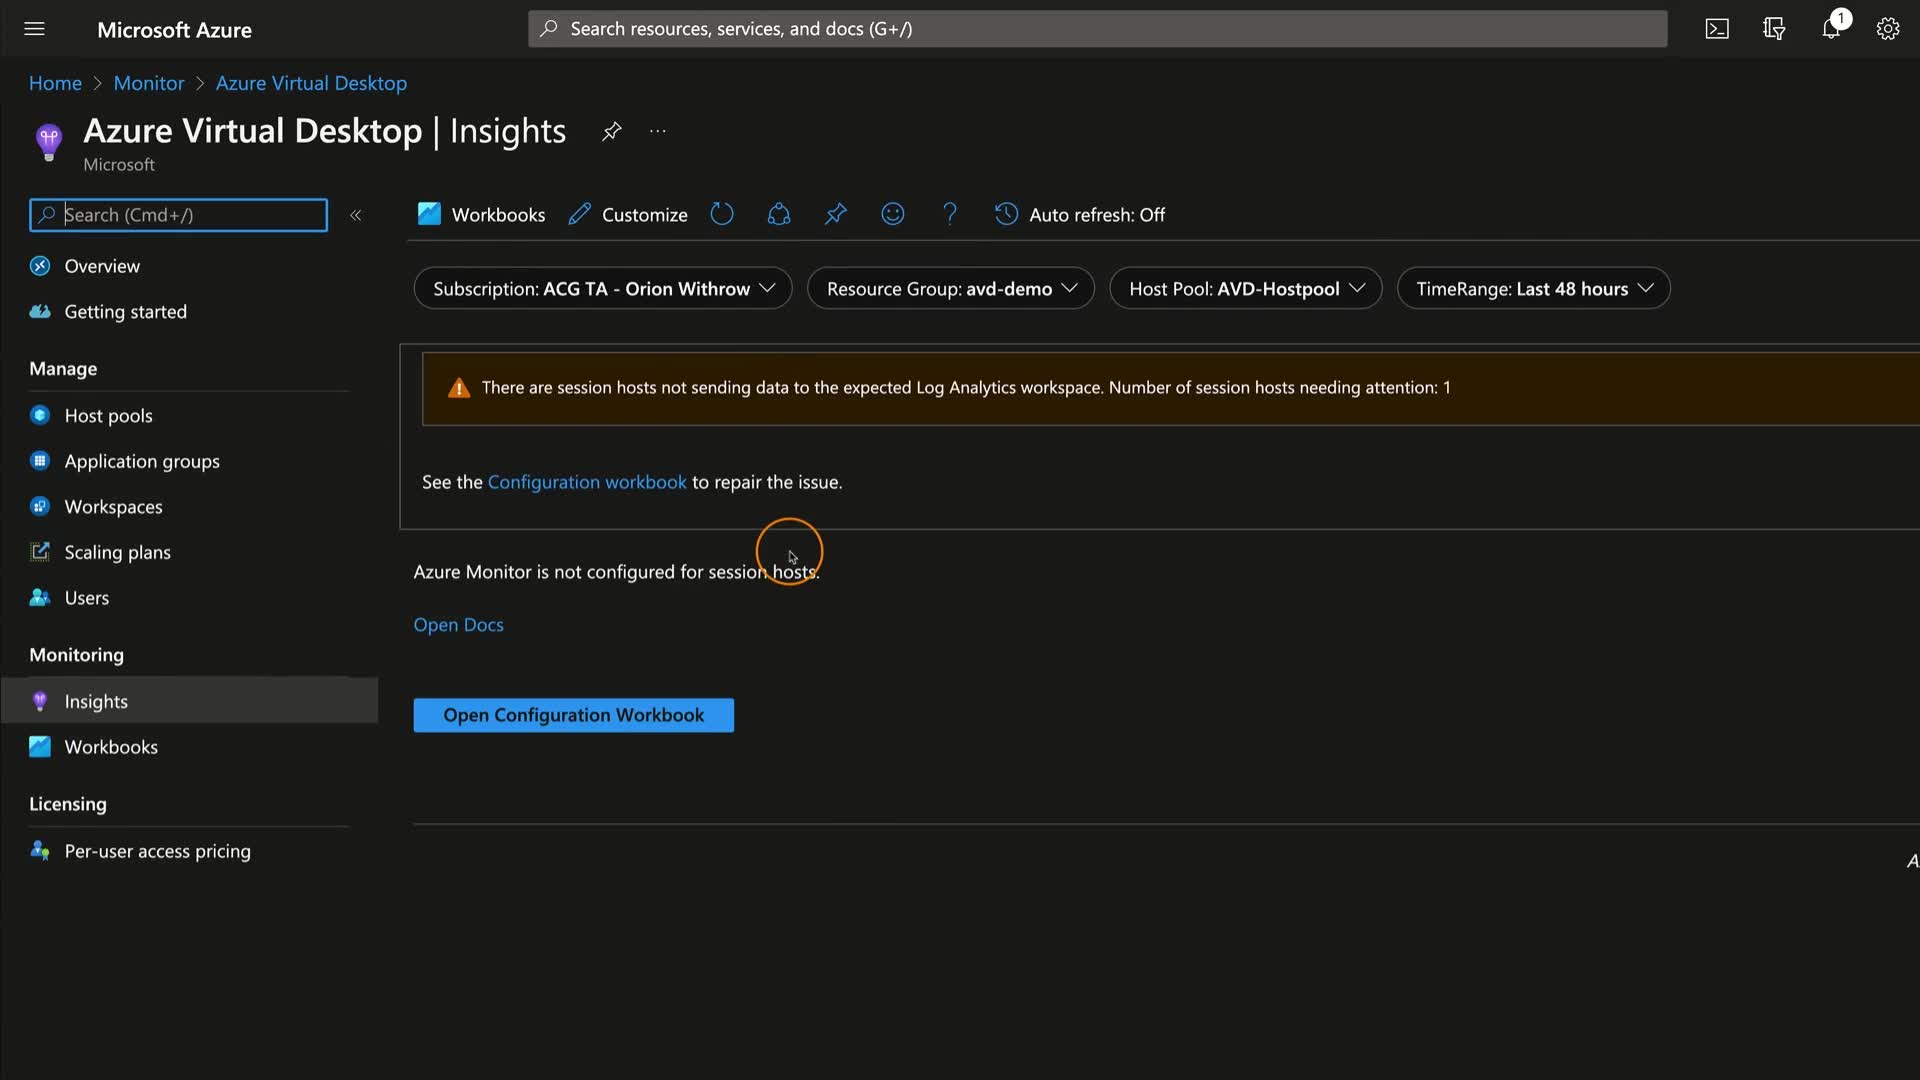 Microsoft Azure
Search resources, services, and docs (G+/)
1
Home > Monitor > Azure Virtual Desktop
Azure Virtual Desktop | Insights
Microsoft
Search (Cmd+/)
«
Workbooks
Customize
Auto refresh: Off
Overview
Getting started
Manage
Host pools
Application groups
Workspaces
Scaling plans
Users
Monitoring
Insights
Workbooks
Licensing
Per-user access pricing
Subscription: ACG TA - Orion Withrow
Resource Group: avd-demo
Host Pool: AVD-Hostpool
TimeRange: Last 48 hours
There are session hosts not sending data to the expected Log Analytics workspace. Number of session hosts needing attention: 1
See the Configuration workbook to repair the issue.
Azure Monitor is not configured for session hosts.
Open Docs
Open Configuration Workbook